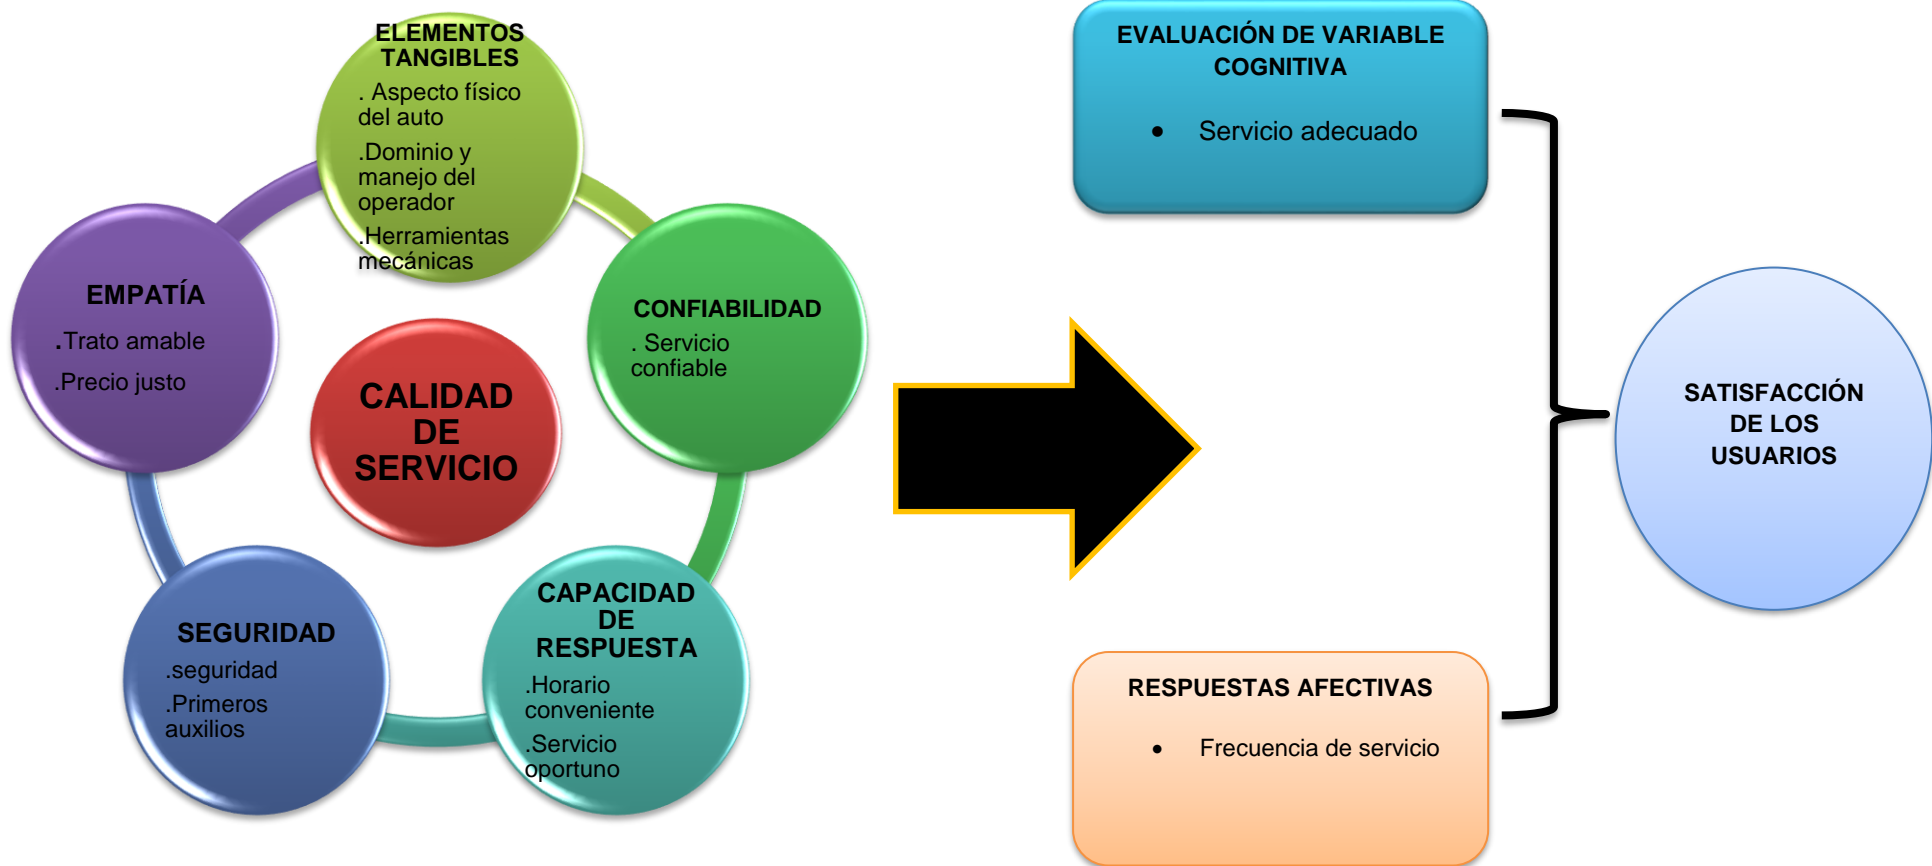 ELEMENTOS
TANGIBLES
. Aspecto físico
del auto
.Dominio y
manejo del
operador
.Herramientas
mecánicas
CONFIABILIDAD
. Servicio
confiable
CAPACIDAD
DE
RESPUESTA
.Horario
conveniente
.Servicio
oportuno
SEGURIDAD
.seguridad
.Primeros
auxilios
EMPATÍA
.Trato amable
.Precio justo
CALIDAD
DE
SERVICIO
EVALUACIÓN DE VARIABLE
COGNITIVA
• Servicio adecuado
RESPUESTAS AFECTIVAS
• Frecuencia de servicio
SATISFACCIÓN
DE LOS
USUARIOS